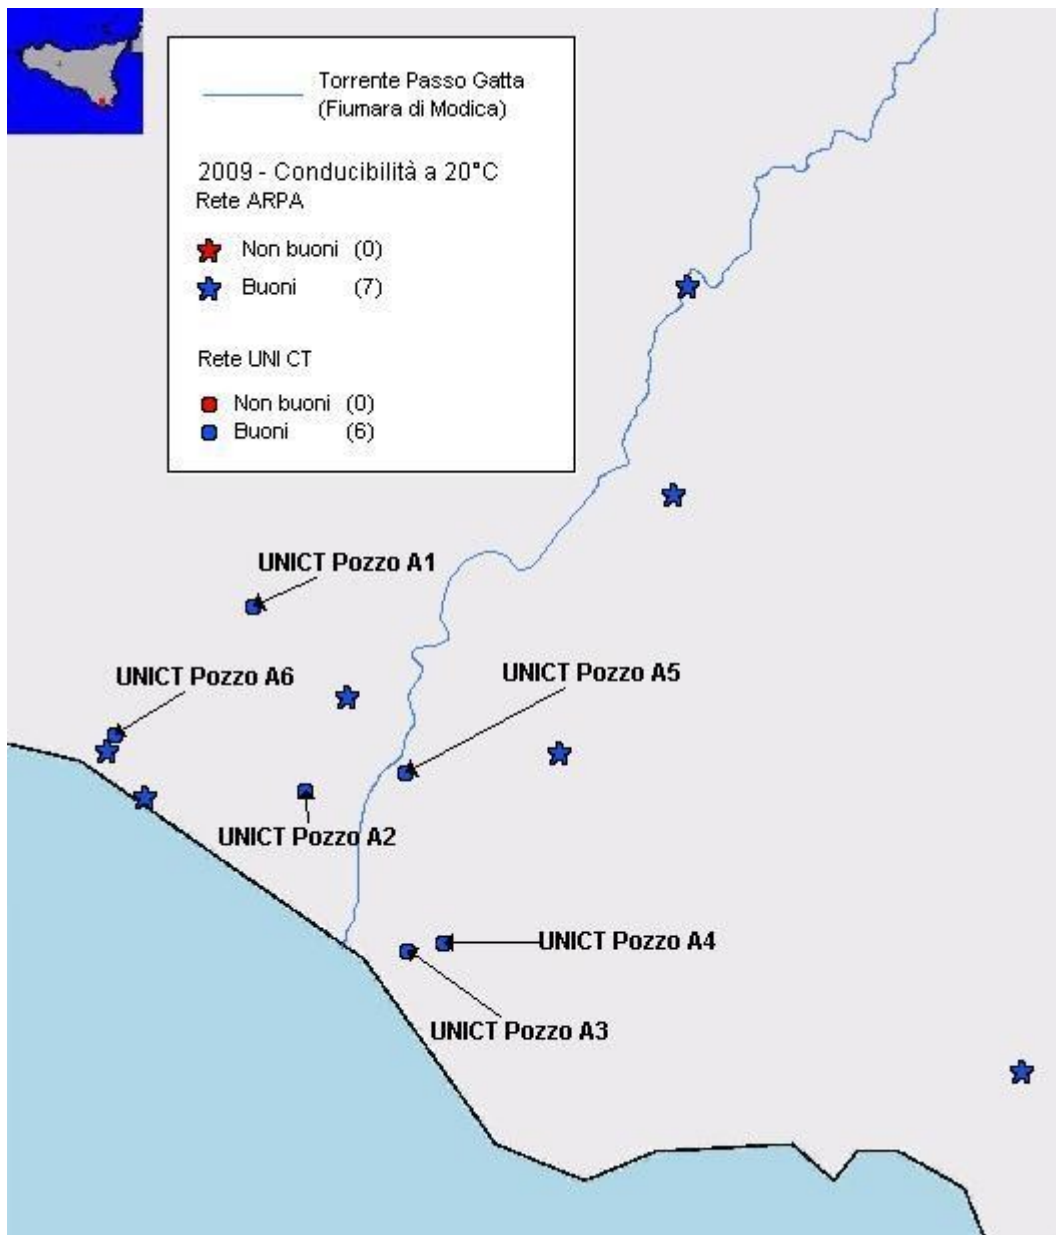 Torrente Passo Gatta
(Fiumara di Modica)
2009 - Conducibilità a 20°C
Rete ARPA
Non buoni (0)
Buoni (7)
Rete UNI CT
Non buoni (0)
Buoni (6)
UNICT Pozzo A1
UNICT Pozzo A6
UNICT Pozzo A5
UNICT Pozzo A2
UNICT Pozzo A4
UNICT Pozzo A3